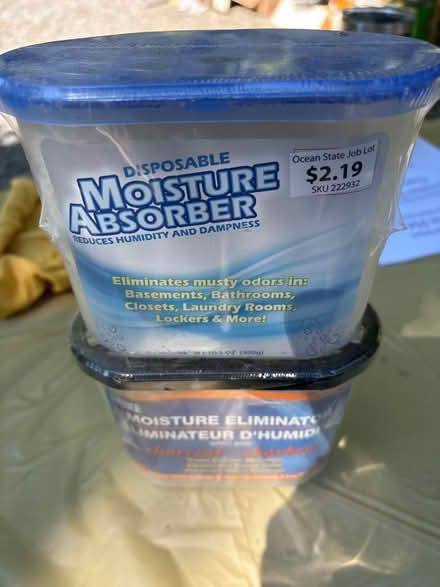 DISPOSABLE
MOISTURE
ABSORBER
REDUCES HUMIDITY AND DAMPNESS
Ocean State Job Lot
$2.19
SKU 222932
Eliminates musty odors in:
Basements, Bathrooms,
Closets, Laundry Rooms,
Lockers & More!
MOISTURE ELIMINATO
IMINATEUR D'HUMIDI